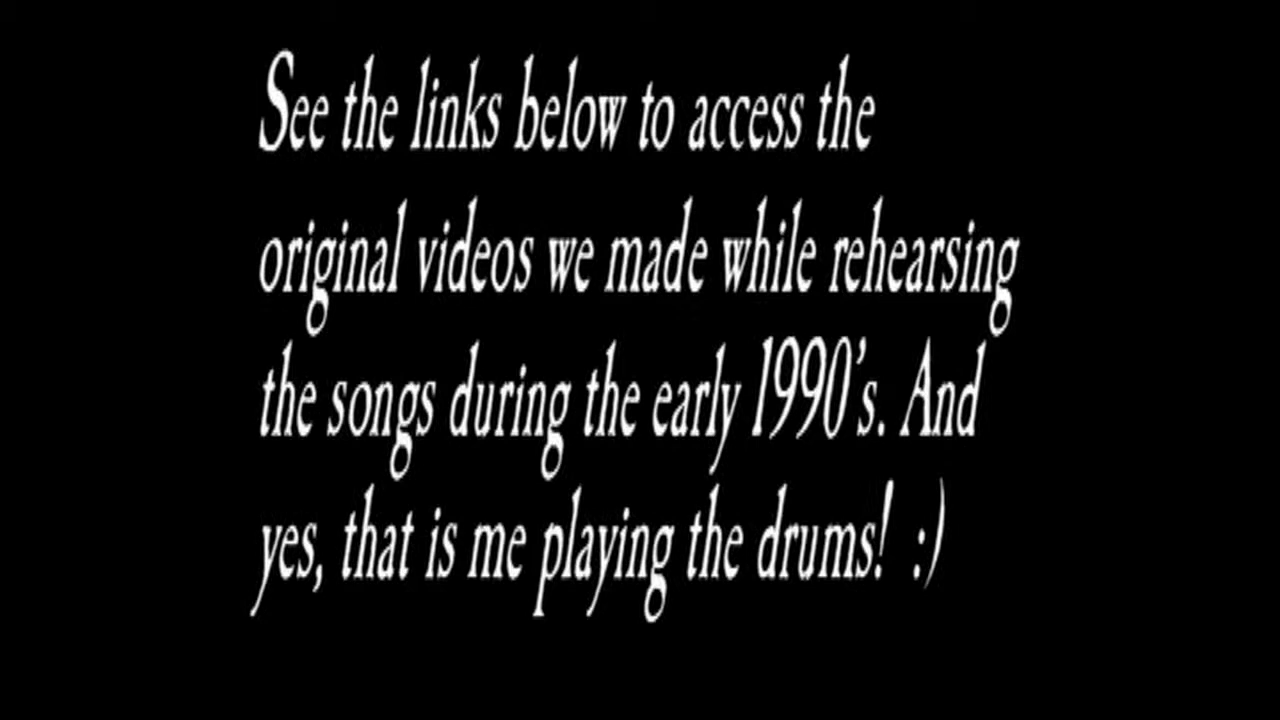 See the links below to access the
original videos we made while rehearsing
the songs during the early 1990's. And
yes, that is me playing the drums! :)